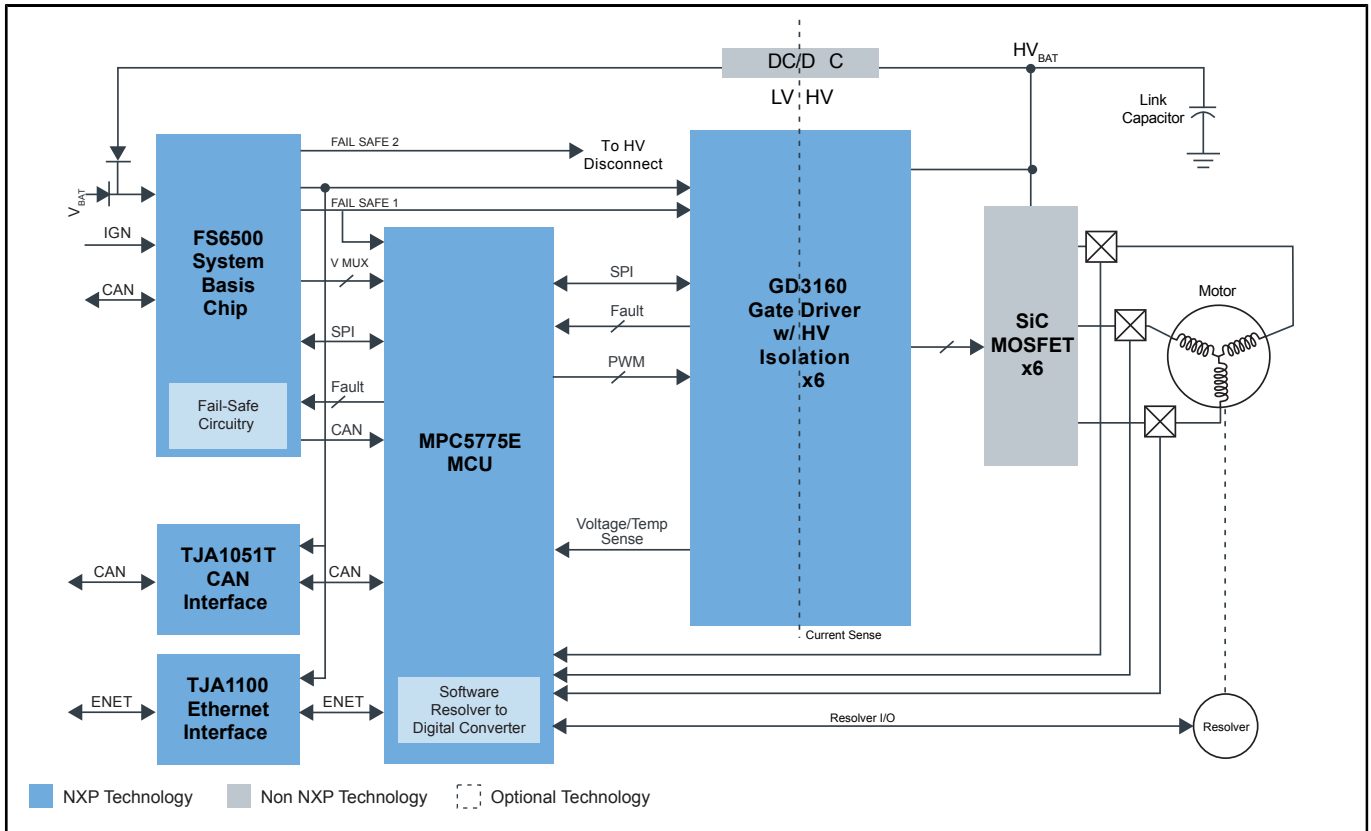 DC/D C
HV BAT
LV HV
Link
Capacitor
FAIL SAFE 2
To HV
Disconnect
V BAT
FAIL SAFE 1
IGN
CAN
FS6500
System
Basis
Chip
V MUX
SPI
Fault
CAN
Fail-Safe
Circuitry
MPC5775E
MCU
SPI
Fault
PWM
Voltage/Temp
Sense
GD3160
Gate Driver
w/ HV
Isolation
x6
SiC
MOSFET
x6
Motor
Current Sense
CAN
TJA1051T
CAN
Interface
CAN
ENET
TJA1100
Ethernet
Interface
ENET
Software
Resolver to
Digital Converter
Resolver I/O
Resolver
NXP Technology
Non NXP Technology
Optional Technology